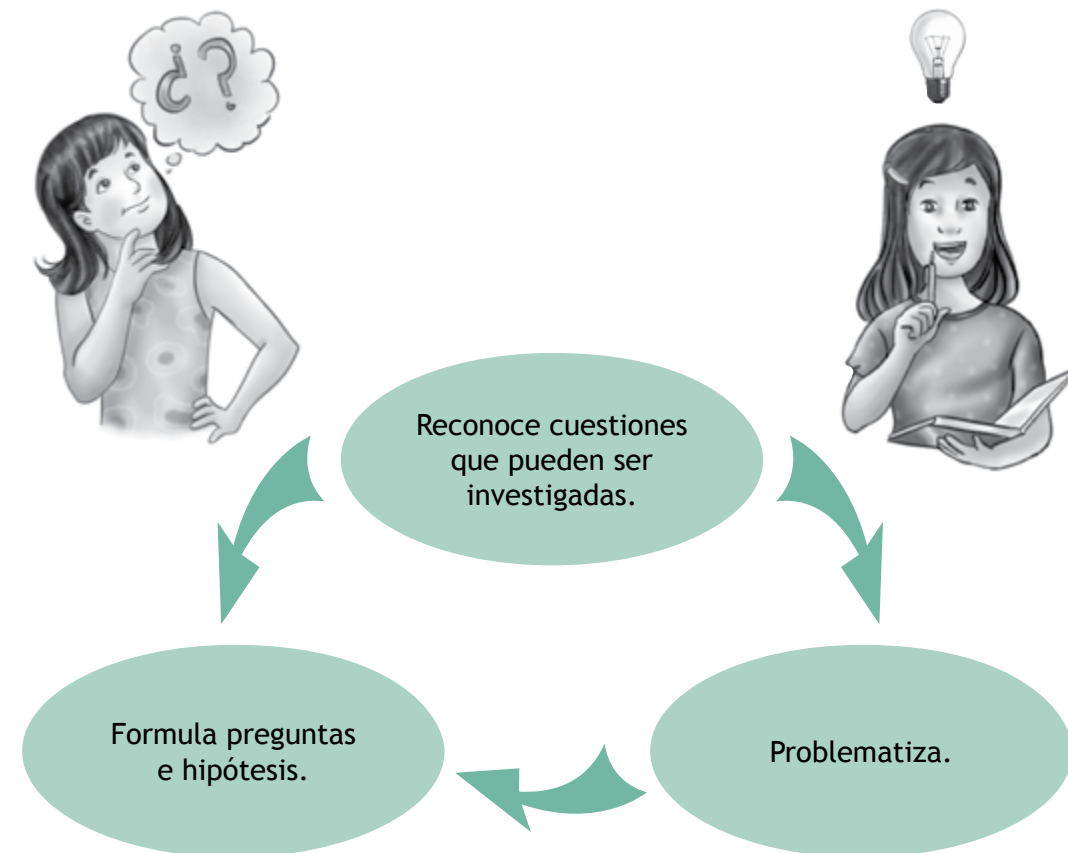 ¿?
Reconoce cuestiones
que pueden ser
investigadas.
Formula preguntas
e hipótesis.
Problematiza.